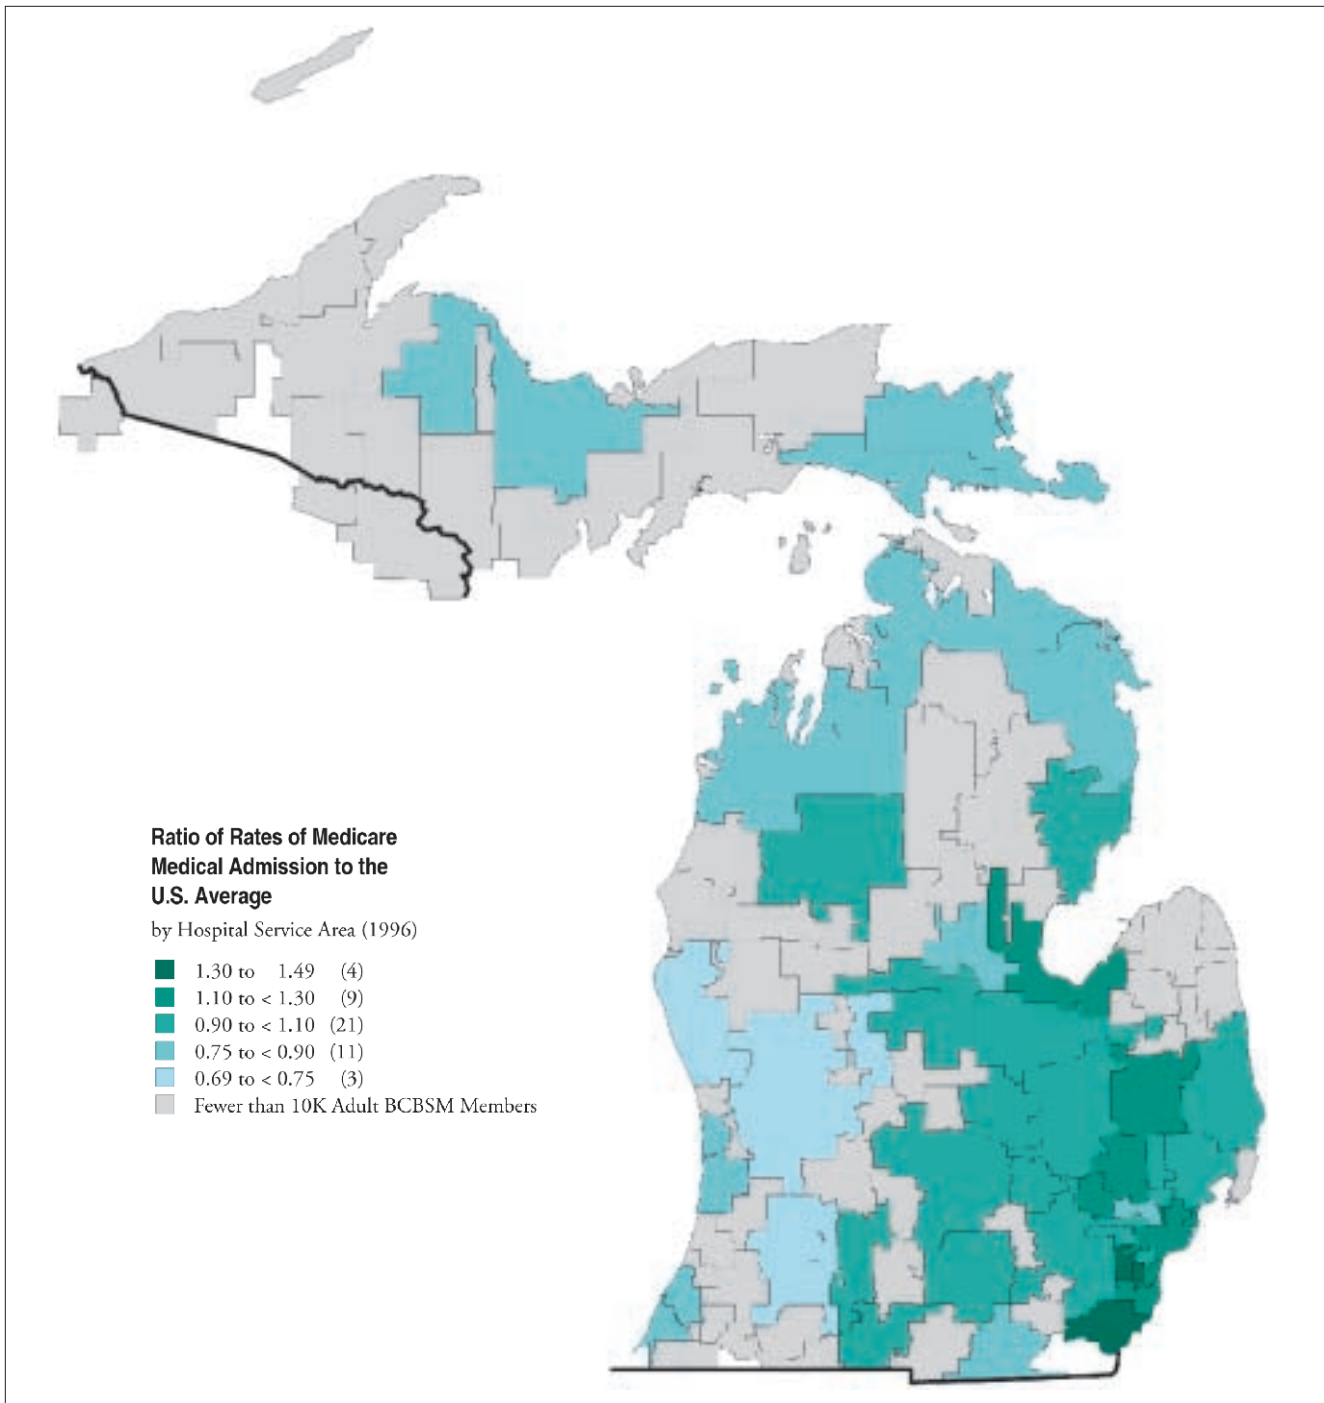 Ratio of Rates of Medicare
Medical Admission to the
U.S. Average
by Hospital Service Area (1996)
1.30 to 1.49 (4)
1.10 to < 1.30 (9)
0.90 to < 1.10 (21)
0.75 to < 0.90 (11)
0.69 to < 0.75 (3)
Fewer than 10K Adult BCBSM Members